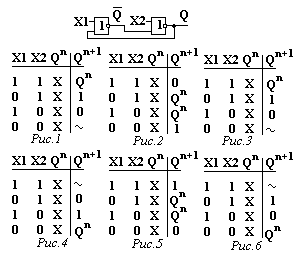 X1 1 Q̅ X2 1 Q
X1 X2 Qⁿ Qⁿ⁺¹ X1 X2 Qⁿ Qⁿ⁺¹ X1 X2 Qⁿ Qⁿ⁺¹
1 1 X Qⁿ 1 1 X 0 1 1 X Qⁿ
0 1 X 1 0 1 X Qⁿ 0 1 X 1
1 0 X 0 1 0 X Qⁿ 1 0 X 0
0 0 X ~ 0 0 X 1 0 0 X ~
Рис.1 Рис.2 Рис.3
X1 X2 Qⁿ Qⁿ⁺¹ X1 X2 Qⁿ Qⁿ⁺¹ X1 X2 Qⁿ Qⁿ⁺¹
1 1 X ~ 1 1 X 1 1 1 X ~
0 1 X 0 1 X Qⁿ 0 1 X 1
1 0 X 1 0 X Qⁿ 1 0 X 0
0 0 X Qⁿ 0 0 X 0 0 0 X Qⁿ
Рис.4 Рис.5 Рис.6